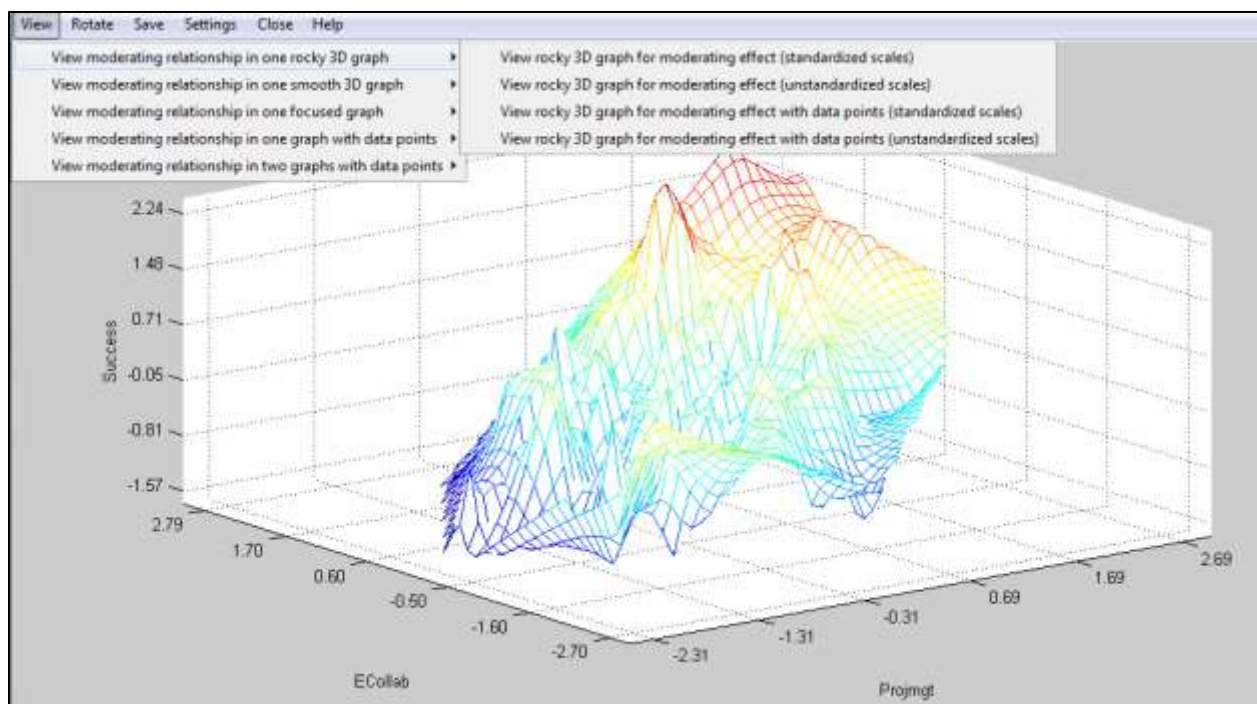 View Rotate Save Settings Close Help
View moderating relationship in one rocky 3D graph
View moderating relationship in one smooth 3D graph
View moderating relationship in one focused graph
View moderating relationship in one graph with data points
View moderating relationship in two graphs with data points
View rocky 3D graph for moderating effect (standardized scales)
View rocky 3D graph for moderating effect (unstandardized scales)
View rocky 3D graph for moderating effect with data points (standardized scales)
View rocky 3D graph for moderating effect with data points (unstandardized scales)
2.24
1.48
0.71
-0.05
-0.81
-1.57
Success
2.79
1.70
0.60
-0.50
-1.60
-2.70
ECollab
-2.31
-1.31
-0.31
0.69
1.69
2.69
Projmgt